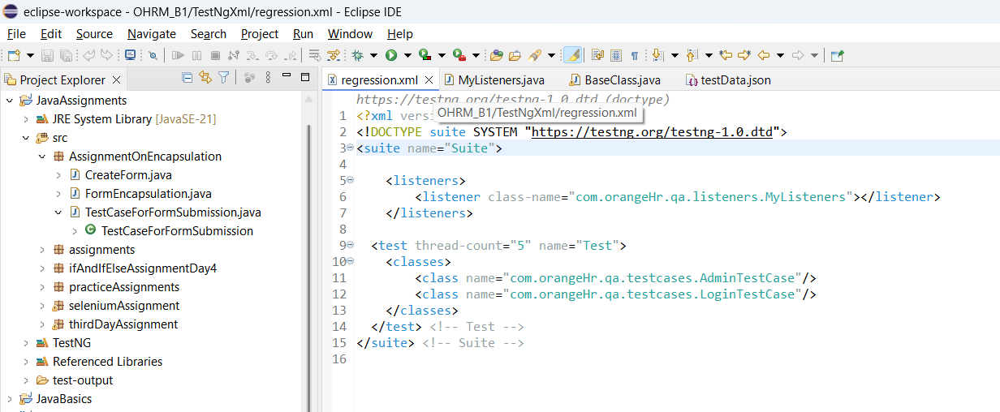 eclipse-workspace - OHRM_B1/TestNgXml/regression.xml - Eclipse IDE
File Edit Source Navigate Search Project Run Window Help
Project Explorer
JavaAssignments
JRE System Library [JavaSE-21]
src
AssignmentOnEncapsulation
CreateForm.java
FormEncapsulation.java
TestCaseForFormSubmission.java
TestCaseForFormSubmission
assignments
ifAndIfElseAssignmentDay4
practiceAssignments
seleniumAssignment
thirdDayAssignment
TestNG
Referenced Libraries
test-output
JavaBasics
regression.xml MyListeners.java BaseClass.java testData.json
https://testng.org/testng-1.0.dtd (doctype)
OHRM_B1/TestNgXml/regression.xml
1 <?xml versi
2 <!DOCTYPE suite SYSTEM "https://testng.org/testng-1.0.dtd">
3 <suite name="Suite">
4
5 <listeners>
6 <listener class-name="com.orangeHr.qa.listeners.MyListeners"></listener>
7 </listeners>
8
9 <test thread-count="5" name="Test">
10 <classes>
11 <class name="com.orangeHr.qa.testcases.AdminTestCase"/>
12 <class name="com.orangeHr.qa.testcases.LoginTestCase"/>
13 </classes>
14 </test> <!-- Test -->
15 </suite> <!-- Suite -->
16